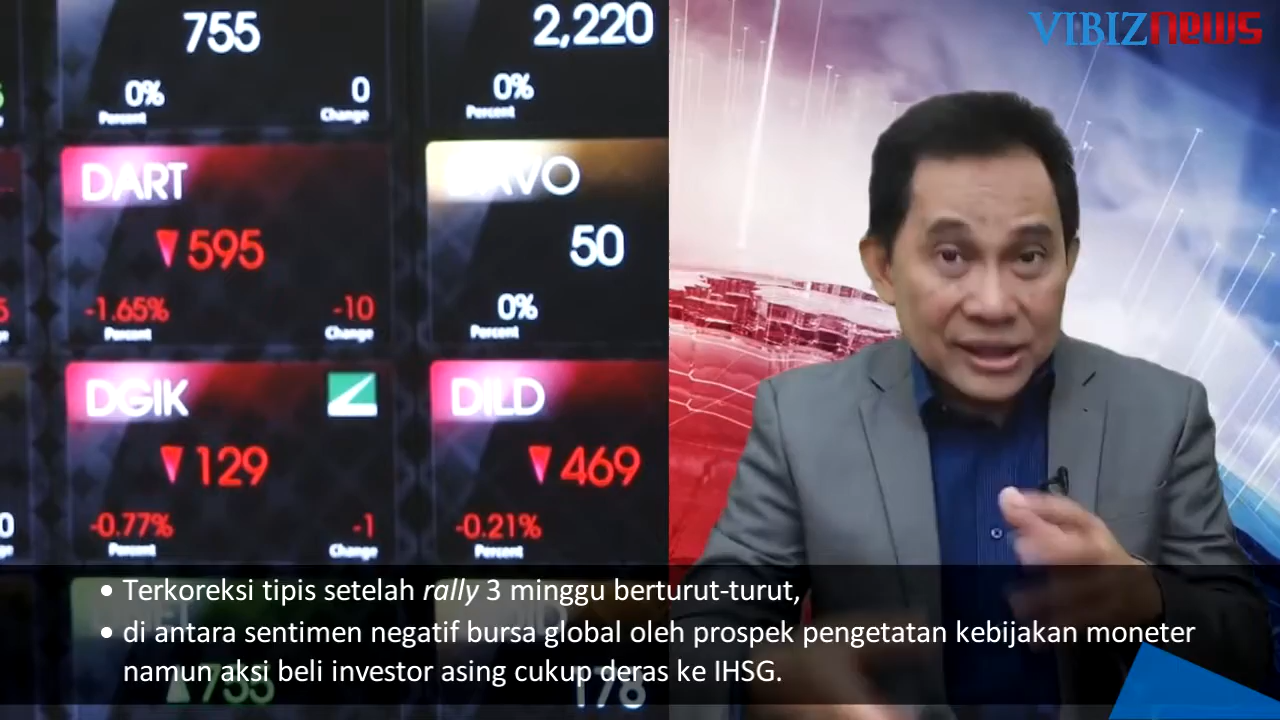 VIBIZnews
755
0%
Percent
0
Change
2,220
0%
Percent
DART
595
-1.65%
Percent
-10
Change
AVO
50
0%
Percent
DGIK
129
-0.77%
Percent
-1
Change
DILD
469
-0.21%
Percent
• Terkoreksi tipis setelah rally 3 minggu berturut-turut,
• di antara sentimen negatif bursa global oleh prospek pengetatan kebijakan moneter
namun aksi beli investor asing cukup deras ke IHSG.
755
178